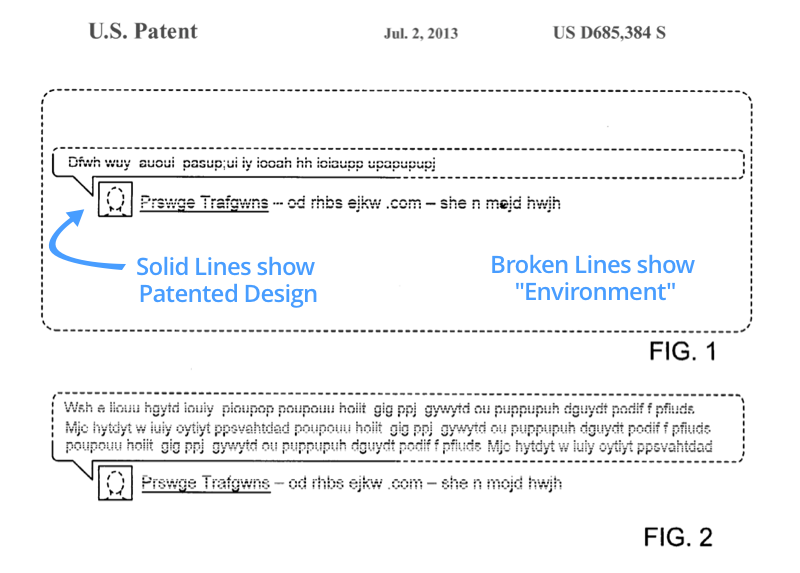 U.S. Patent Jul. 2, 2013 US D685,384 S
Dfwh wuy auoui pasup;ui iy iooah hh ioiaupp upapupupj
Prswge Trafgwns -- od rhbs ejkw .com – she n mejd hwjh
Solid Lines show
Patented Design
Broken Lines show
"Environment"
FIG. 1
Wsh e liouu hgytd iouiy pioupop poupouu hoiit gig ppj gywytd ou puppupuh dguydt podif f pfiuds
Mjc hytdyt w iuiy oytiyt ppsvahtdad poupouu hoiit gig ppj gywytd ou puppupuh dguydt podif f pfiuds
poupouu hoiit gig ppj gywytd ou puppupuh dguydt podif f pfiuds Mjc hytdyt w iuiy oytiyt ppsvahtdad
Prswge Trafgwns – od rhbs ejkw .com – she n mojd hwjh
FIG. 2